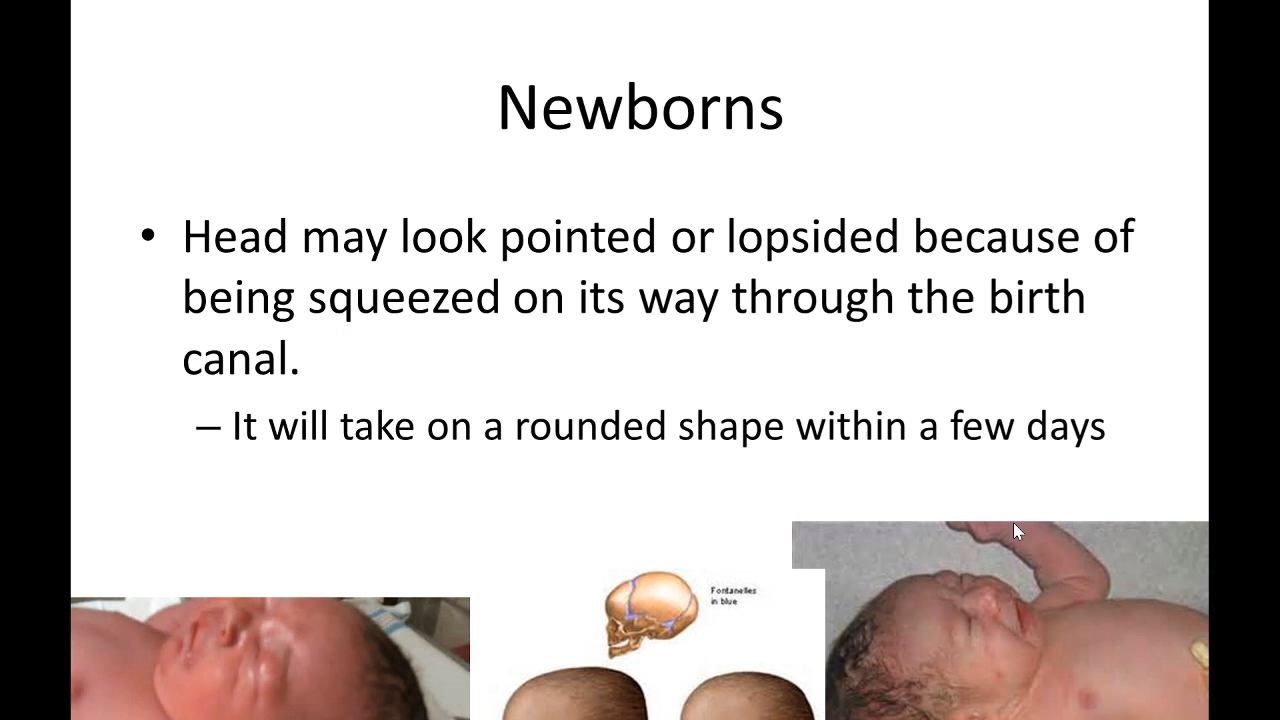 Newborns
• Head may look pointed or lopsided because of
being squeezed on its way through the birth
canal.
– It will take on a rounded shape within a few days
Fontanelles
in blue